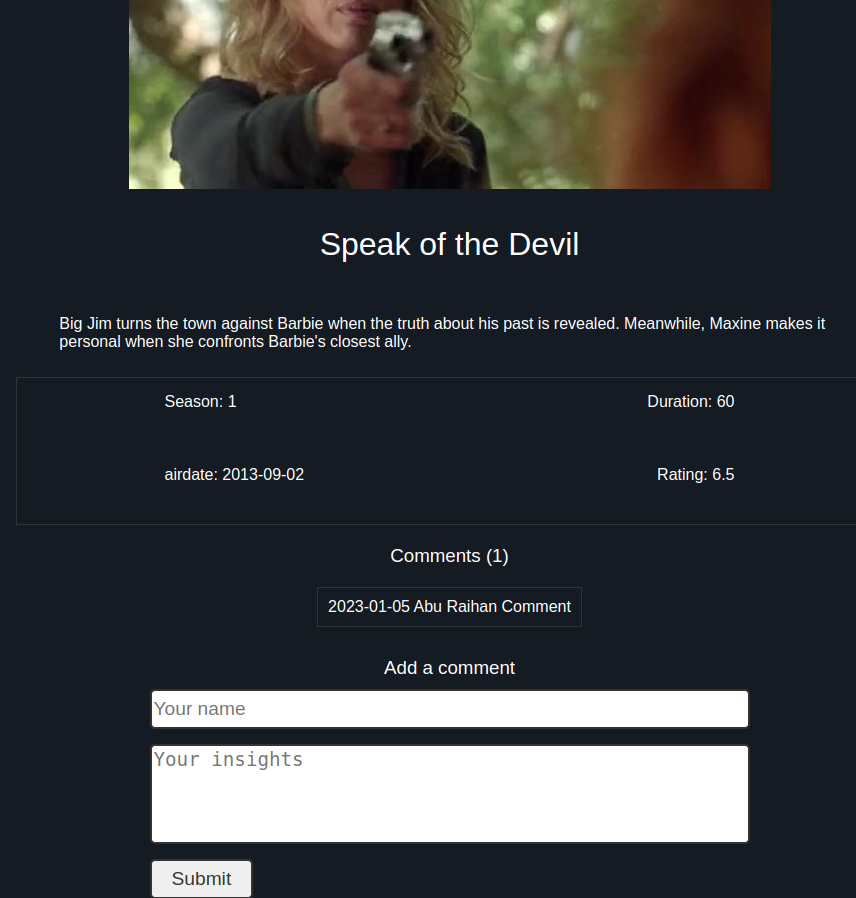 Speak of the Devil
Big Jim turns the town against Barbie when the truth about his past is revealed. Meanwhile, Maxine makes it
personal when she confronts Barbie's closest ally.
Season: 1
Duration: 60
airdate: 2013-09-02
Rating: 6.5
Comments (1)
2023-01-05 Abu Raihan Comment
Add a comment
Your name
Your insights
Submit